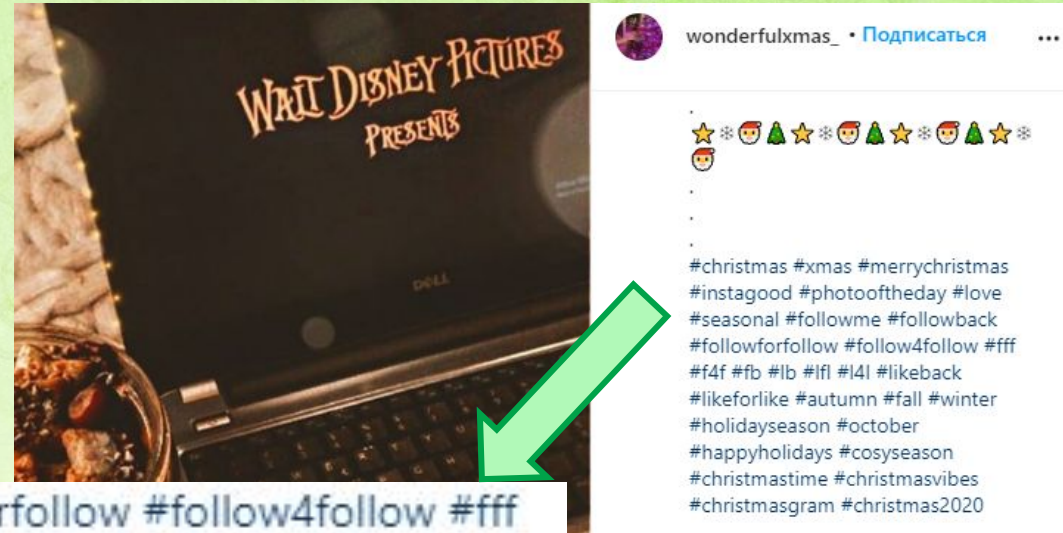 WALT DISNEY PICTURES
PRESENTS
DELL
wonderfulxmas_ • Подписаться
#christmas #xmas #merrychristmas
#instagood #photooftheday #love
#seasonal #followme #followback
#followforfollow #follow4follow #fff
#f4f #fb #lb #lfl #l4l #likeback
#likeforlike #autumn #fall #winter
#holidayseason #october
#happyholidays #cosyseason
#christmastime #christmasvibes
#christmasgram #christmas2020
rfollow #follow4follow #fff